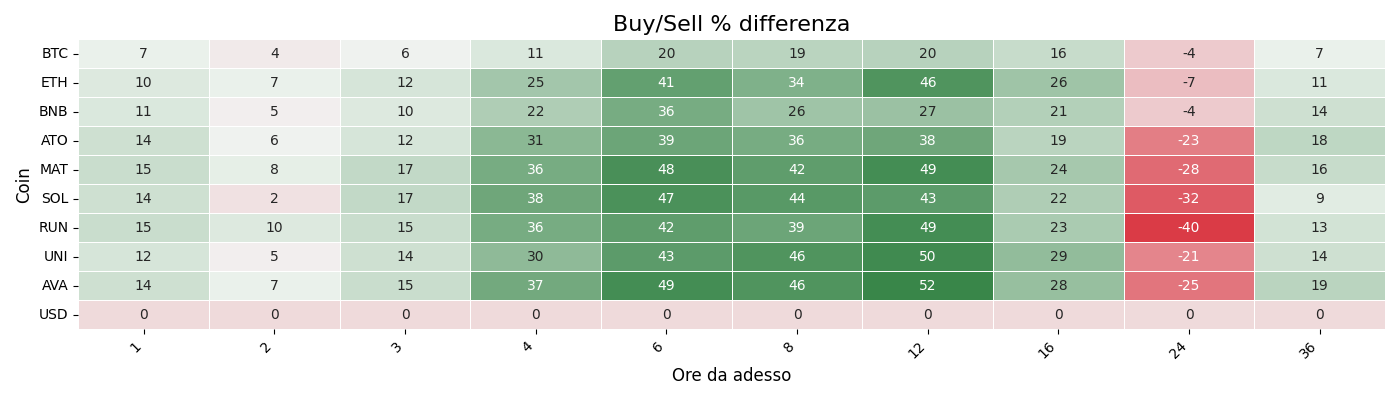 Buy/Sell % differenza
BTC 7 4 6 11 20 19 20 16 -4 7
ETH 10 7 12 25 41 34 46 26 -7 11
BNB 11 5 10 22 36 26 27 21 -4 14
ATO 14 6 12 31 39 36 38 19 -23 18
MAT 15 8 17 36 48 42 49 24 -28 16
SOL 14 2 17 38 47 44 43 22 -32 9
RUN 15 10 15 36 42 39 49 23 -40 13
UNI 12 5 14 30 43 46 50 29 -21 14
AVA 14 7 15 37 49 46 52 28 -25 19
USD 0 0 0 0 0 0 0 0 0 0
Coin
1 2 3 4 6 8 12 16 24 36
Ore da adesso